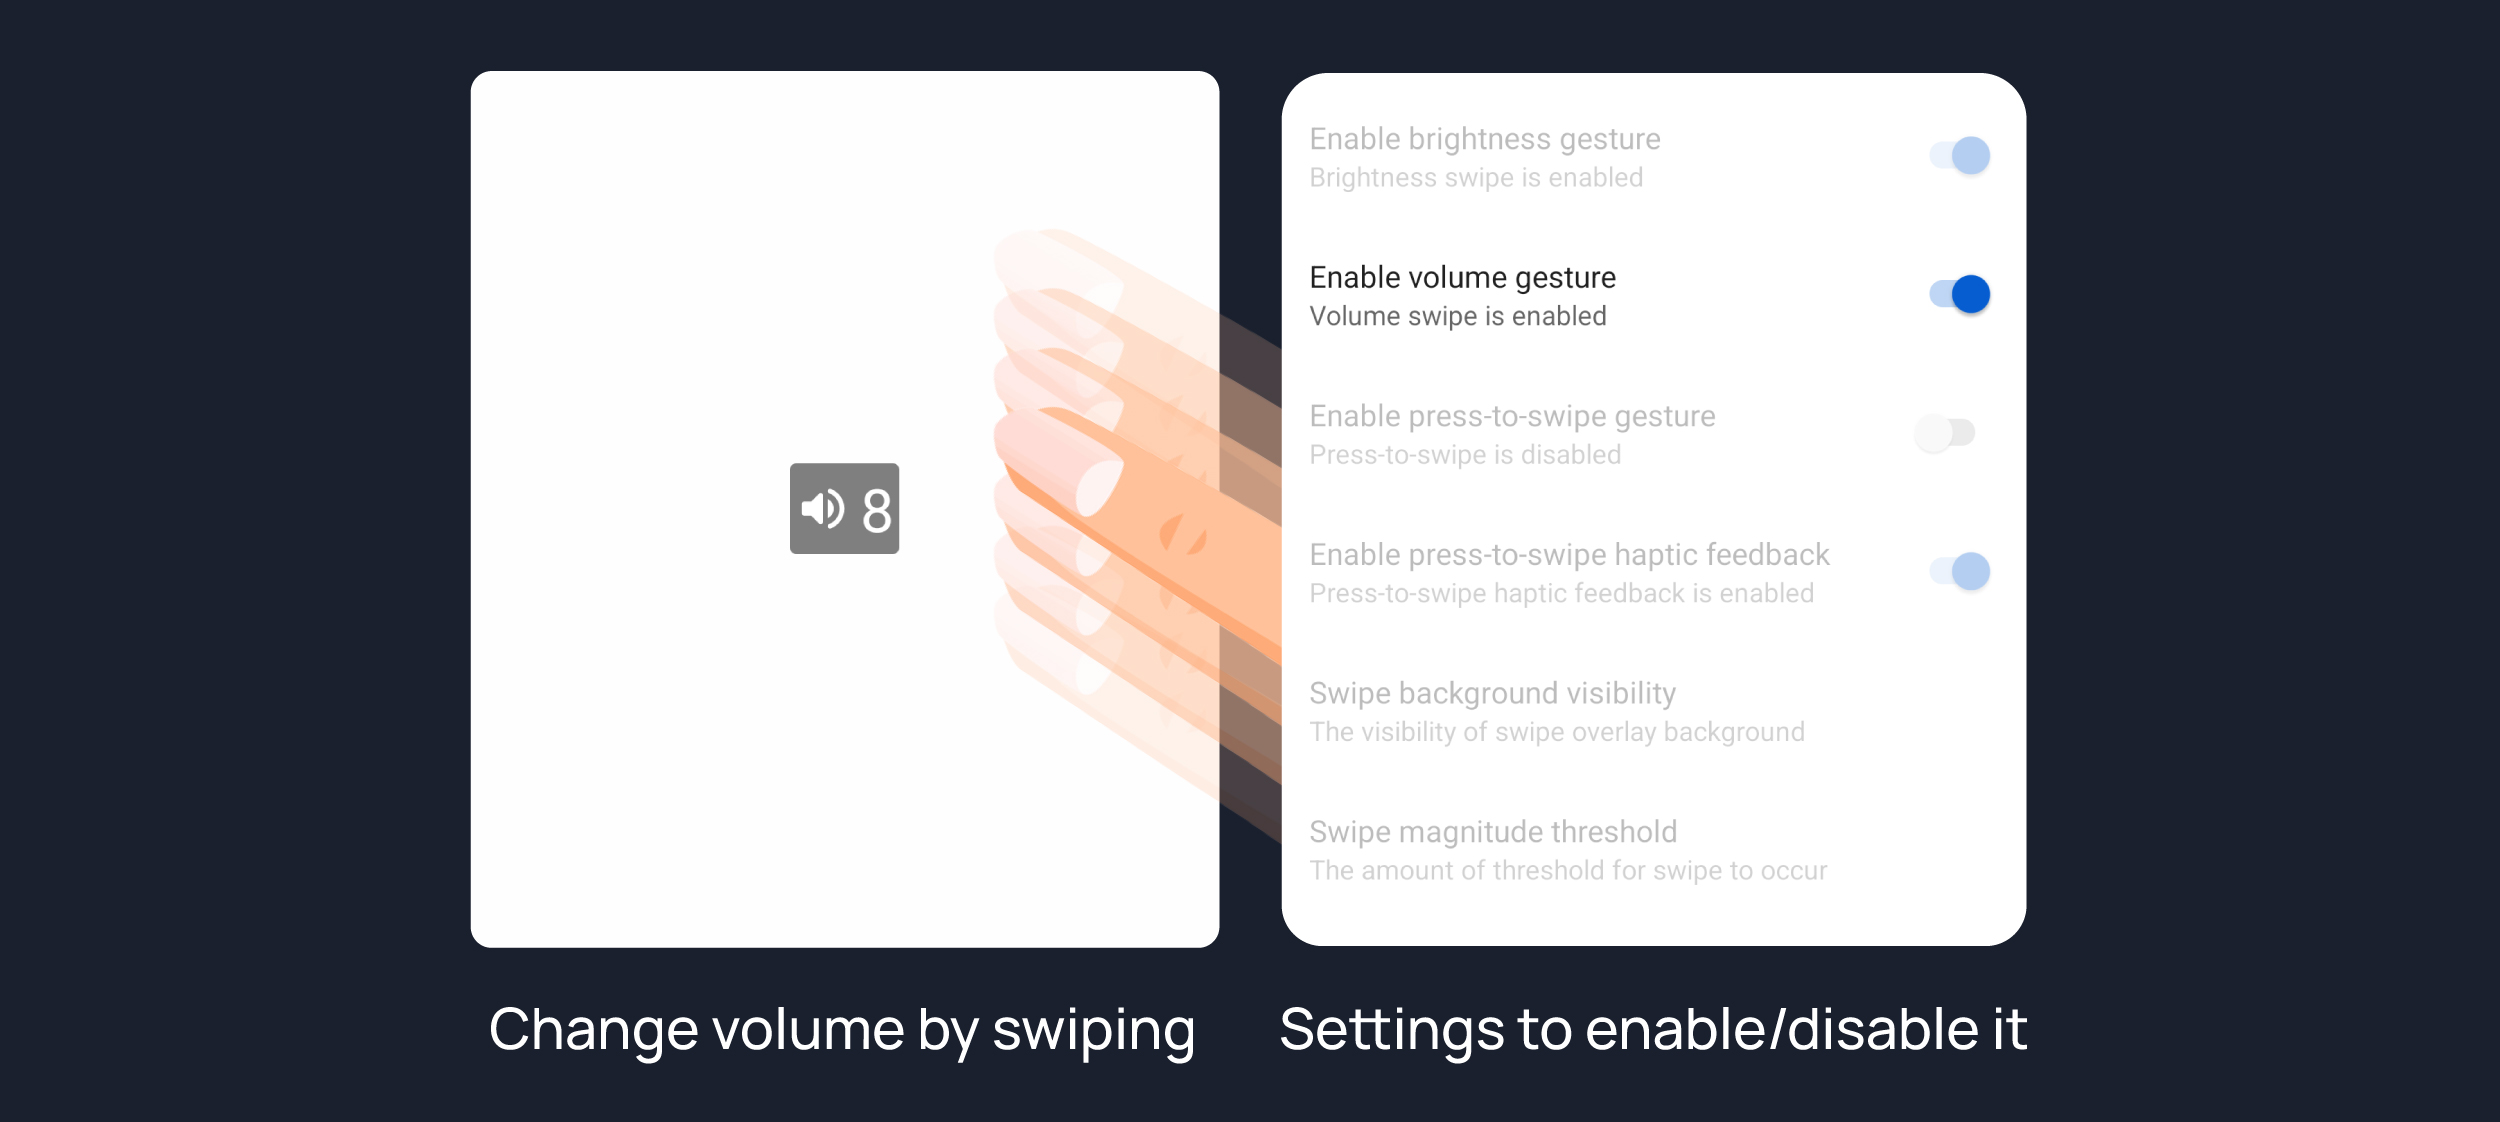 8
Enable brightness gesture
Brightness swipe is enabled
Enable volume gesture
Volume swipe is enabled
Enable press-to-swipe gesture
Press-to-swipe is disabled
Enable press-to-swipe haptic feedback
Press-to-swipe haptic feedback is enabled
Swipe background visibility
The visibility of swipe overlay background
Swipe magnitude threshold
The amount of threshold for swipe to occur
Change volume by swiping
Settings to enable/disable it